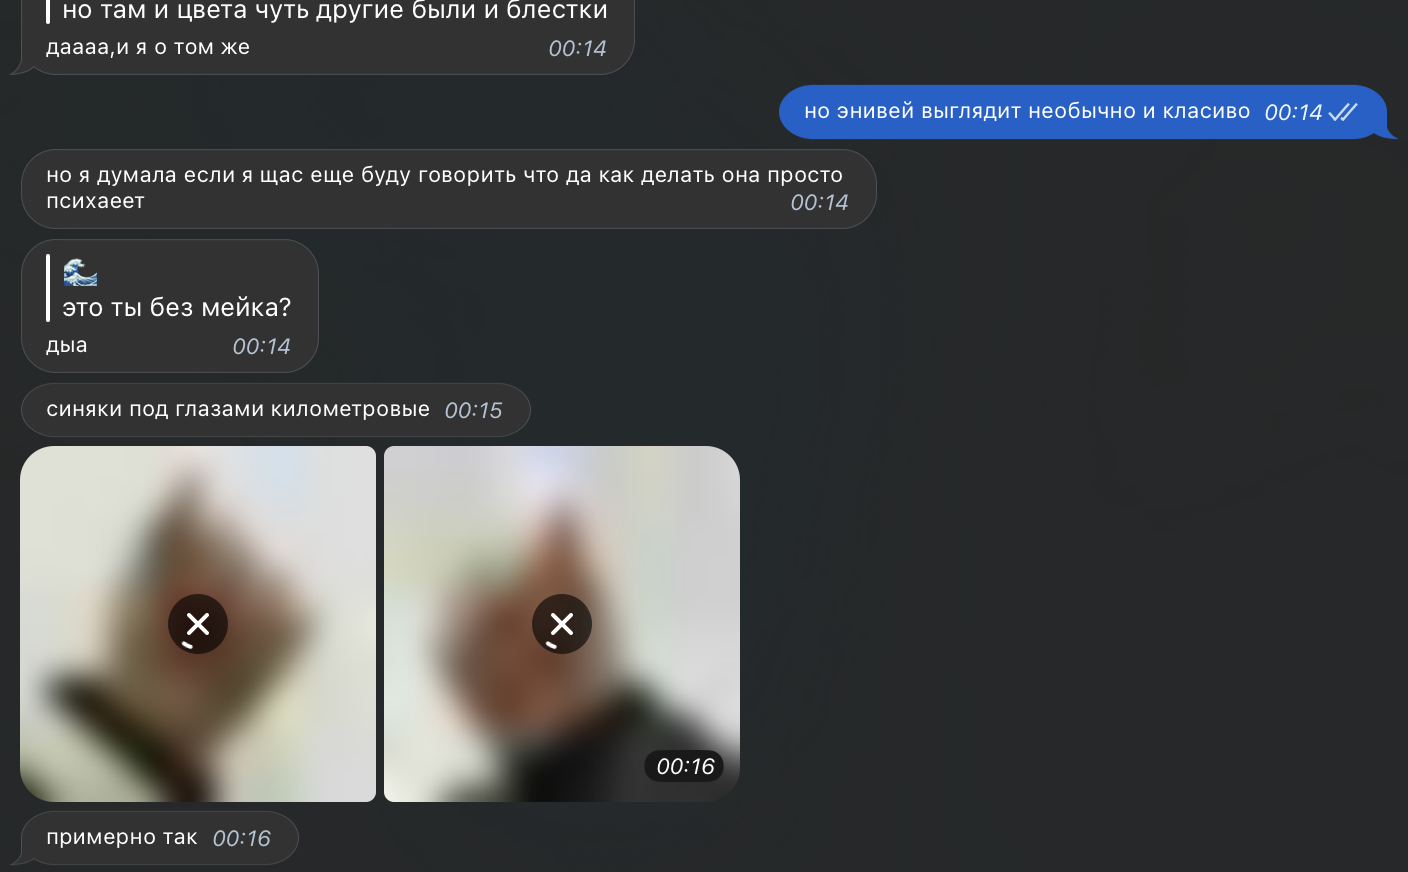 но там и цвета чуть другие были и блестки
даааа,и я о том же 00:14
но энивей выглядит необычно и класиво 00:14
но я думала если я щас еще буду говорить что да как делать она просто
психаеет 00:14
🌊
это ты без мейка?
дыа 00:14
синяки под глазами километровые 00:15
00:16
примерно так 00:16